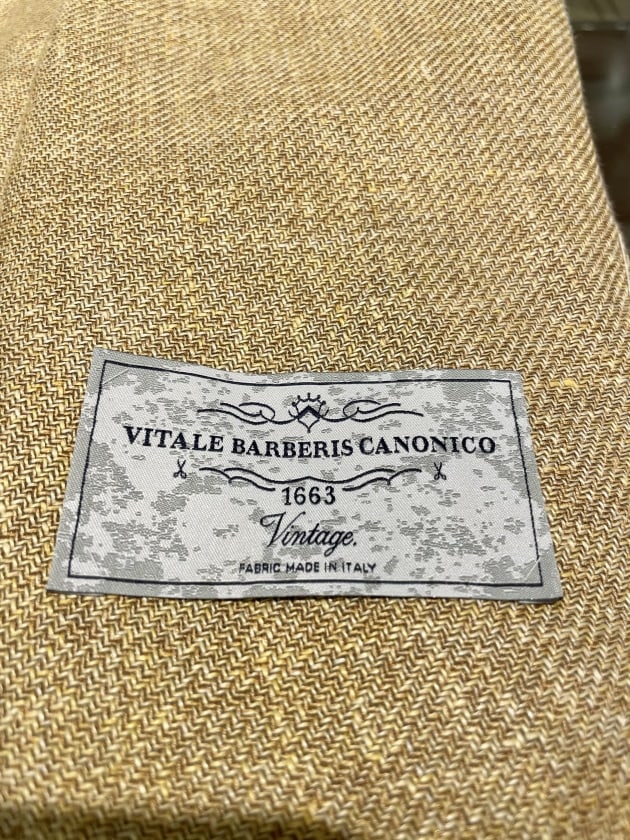 VITALE BARBERIS CANONICO
1663
Vintage.
FABRIC MADE IN ITALY